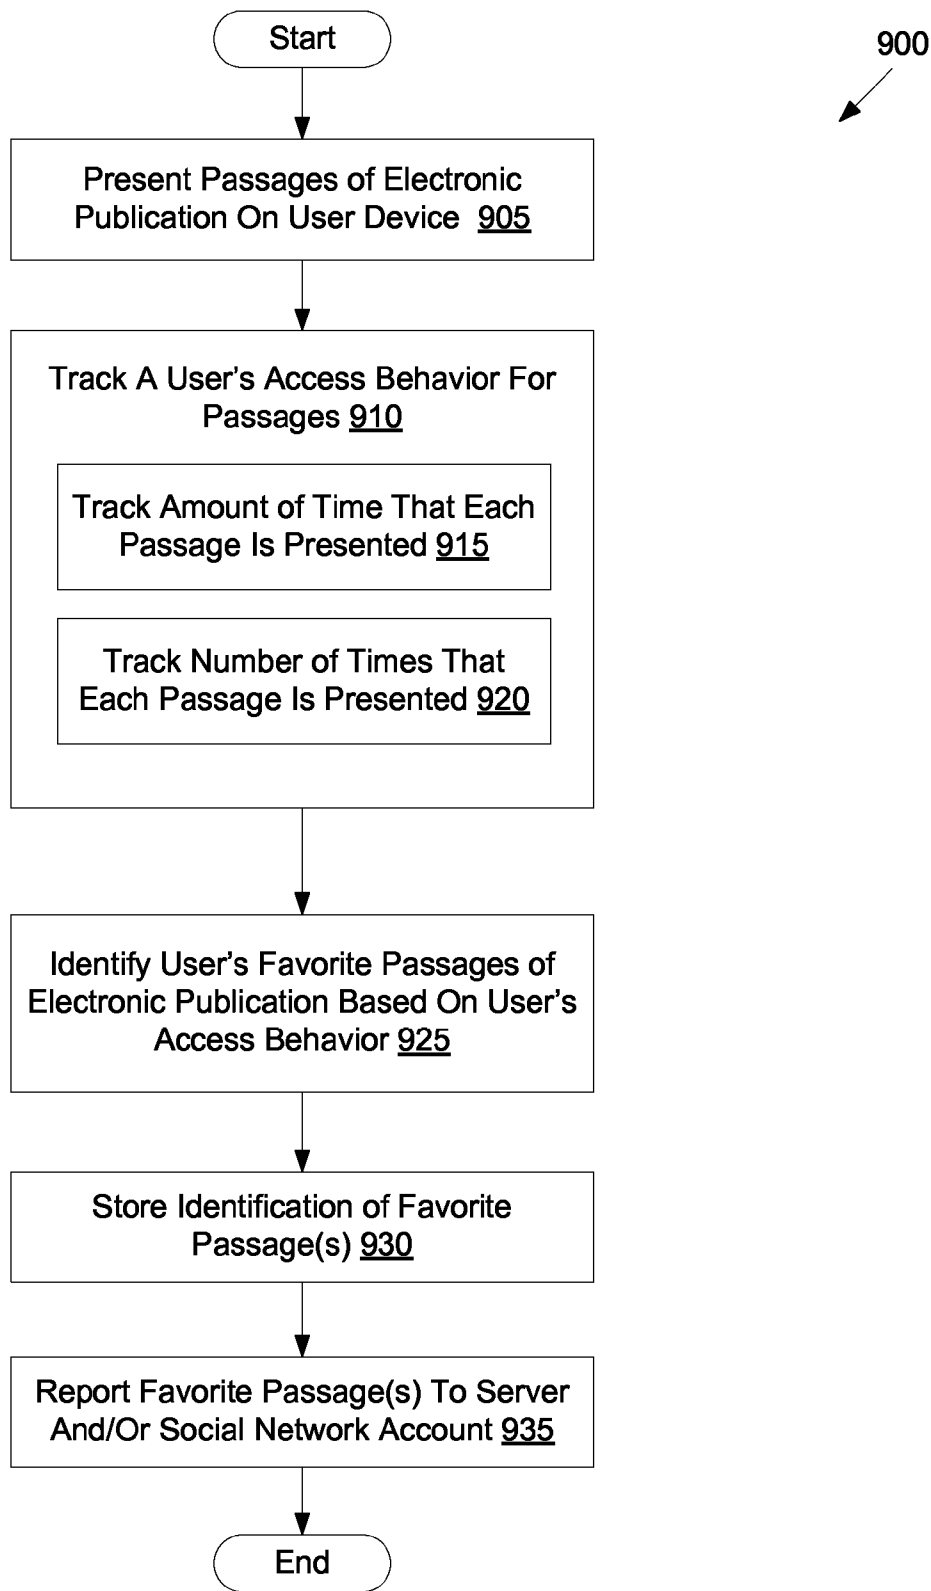 Start
900
Present Passages of Electronic
Publication On User Device 905
Track A User's Access Behavior For
Passages 910
Track Amount of Time That Each
Passage Is Presented 915
Track Number of Times That
Each Passage Is Presented 920
Identify User's Favorite Passages of
Electronic Publication Based On User's
Access Behavior 925
Store Identification of Favorite
Passage(s) 930
Report Favorite Passage(s) To Server
And/Or Social Network Account 935
End